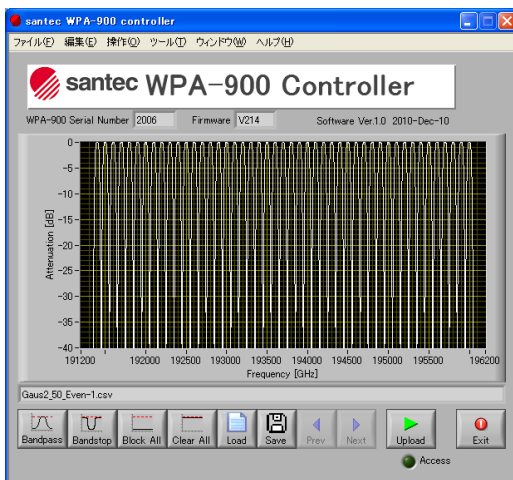 santec WPA-900 controller
ファイル(F) 編集(E) 操作(O) ツール(T) ウィンドウ(W) ヘルプ(H)
santec WPA-900 Controller
WPA-900 Serial Number 2006 Firmware V214 Software Ver.1.0 2010-Dec-10
0
-5
-10
-15
-20
-25
-30
-35
-40
Attenuation [dB]
191200 192000 192500 193000 193500 194000 194500 195000 195500 196200
Frequency [GHz]
Gaus2_50_Even-1.csv
Bandpass Bandstop Block All Clear All Load Save Prev Next Upload Exit
Access